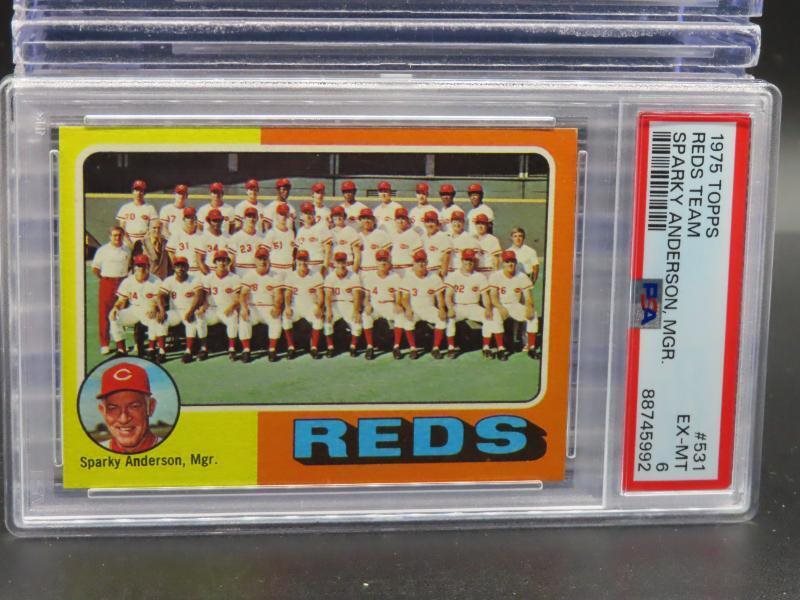 Sparky Anderson, Mgr.
REDS
1975 TOPPS
REDS TEAM
SPARKY ANDERSON, MGR.
#531
EX-MT
6
88745992
PSA
C